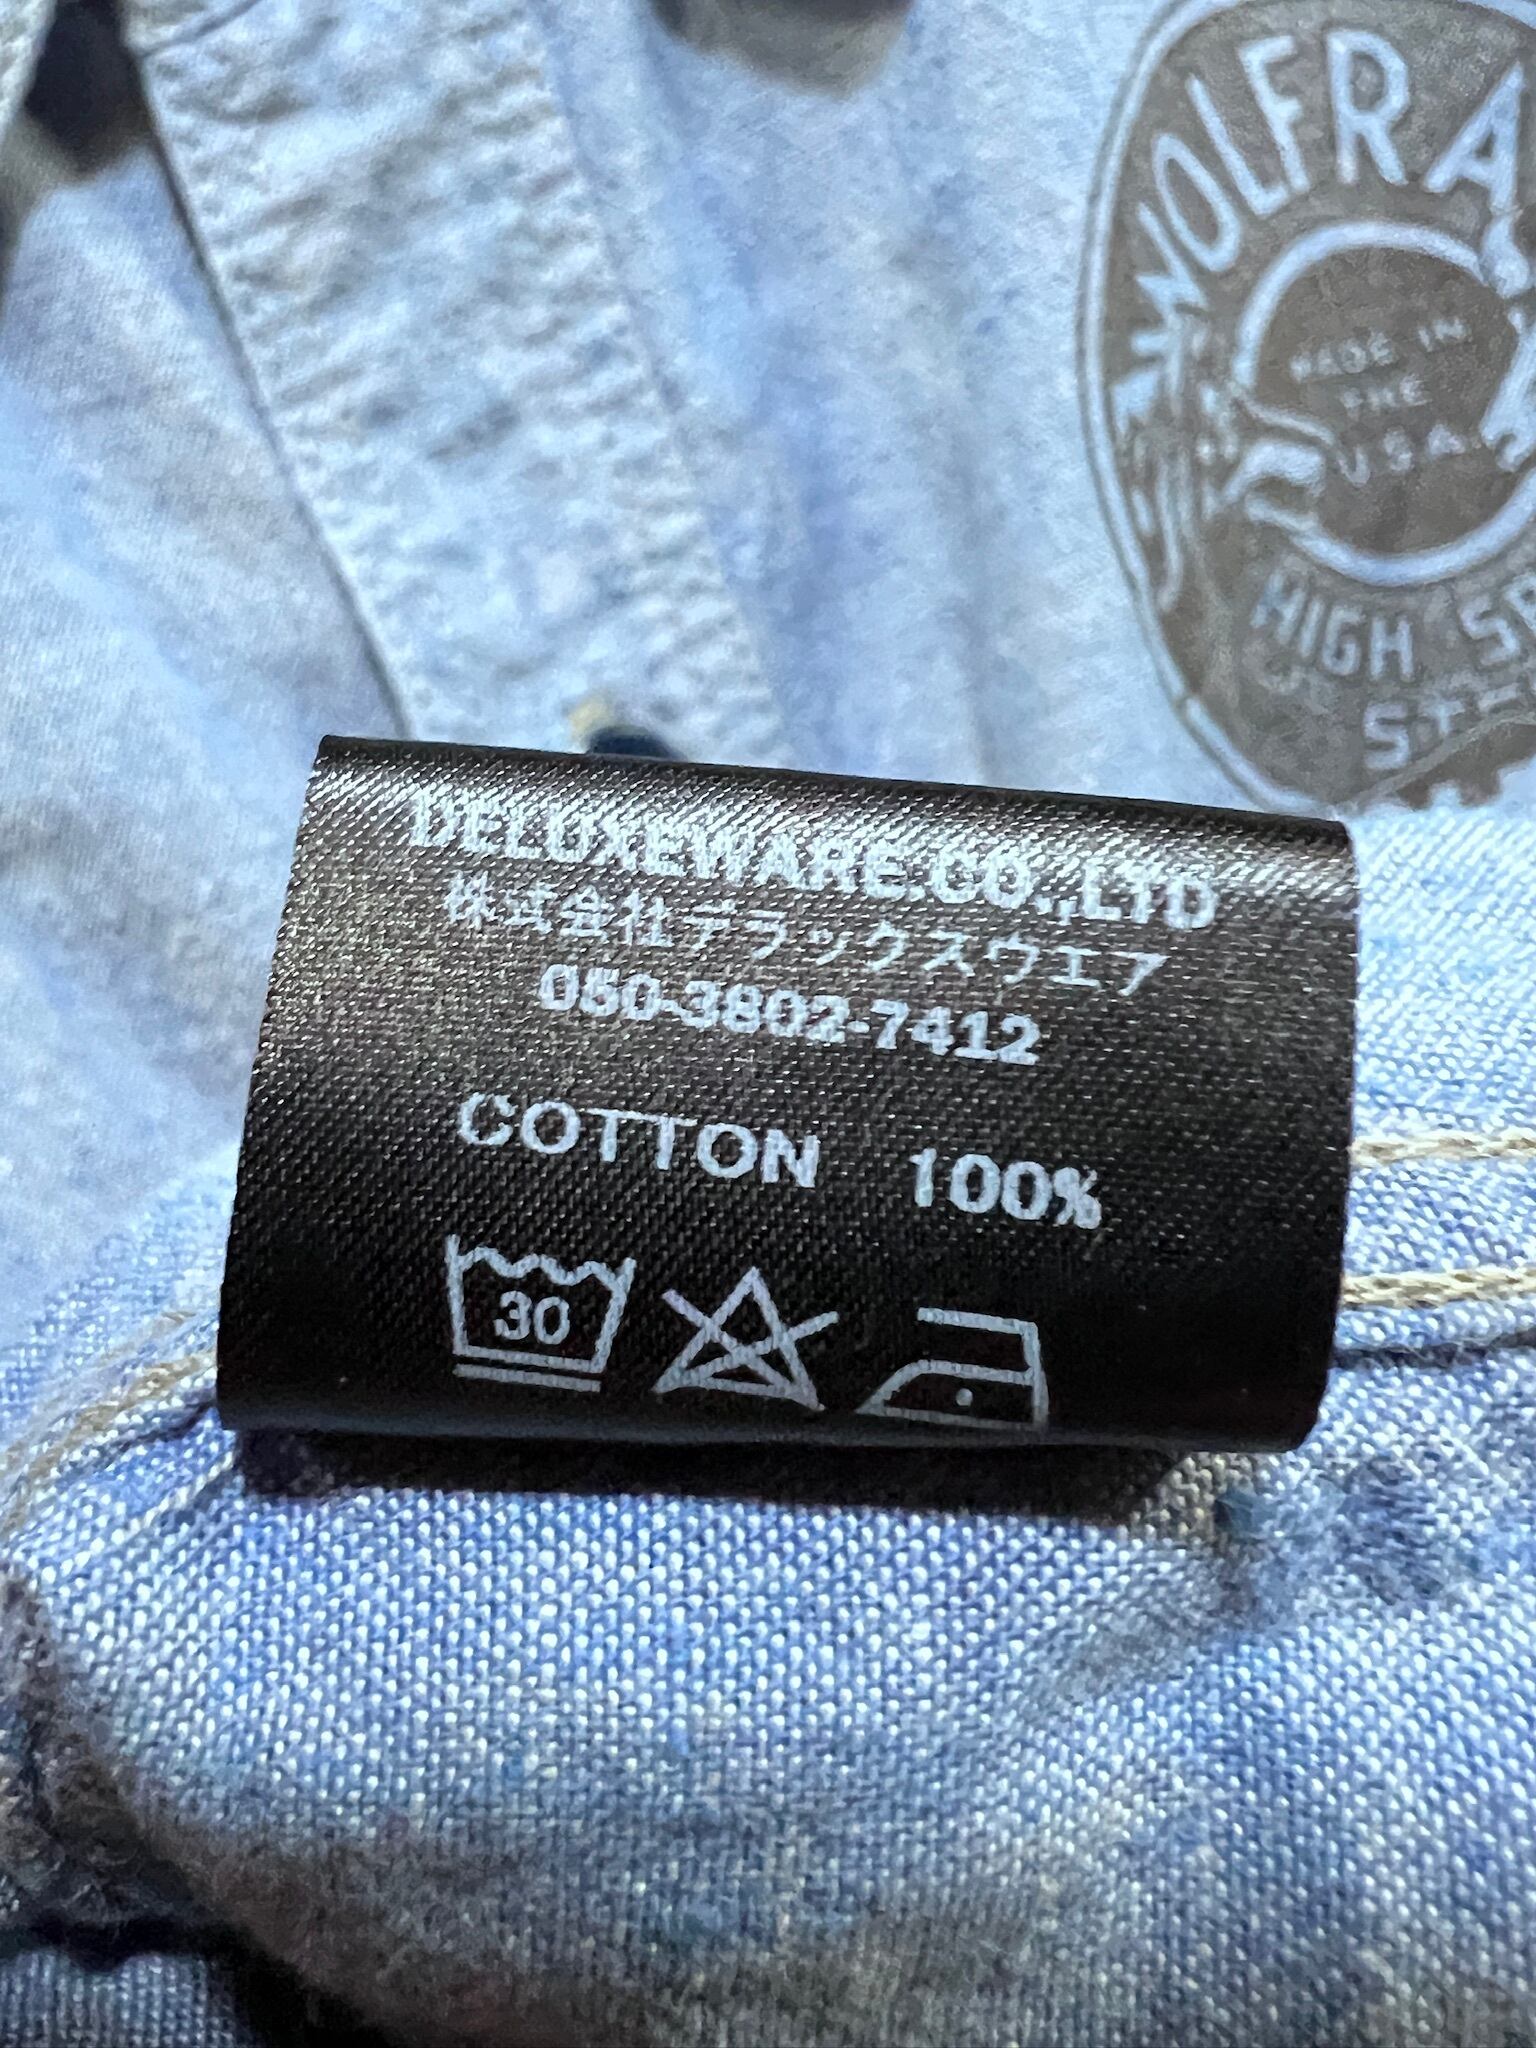 WOLFRA
MADE IN
THE
U.S.A.
HIGH
DELUXEWARE.CO.,LTD
株式会社デラックスウエア
050-3802-7412
COTTON 100%
30